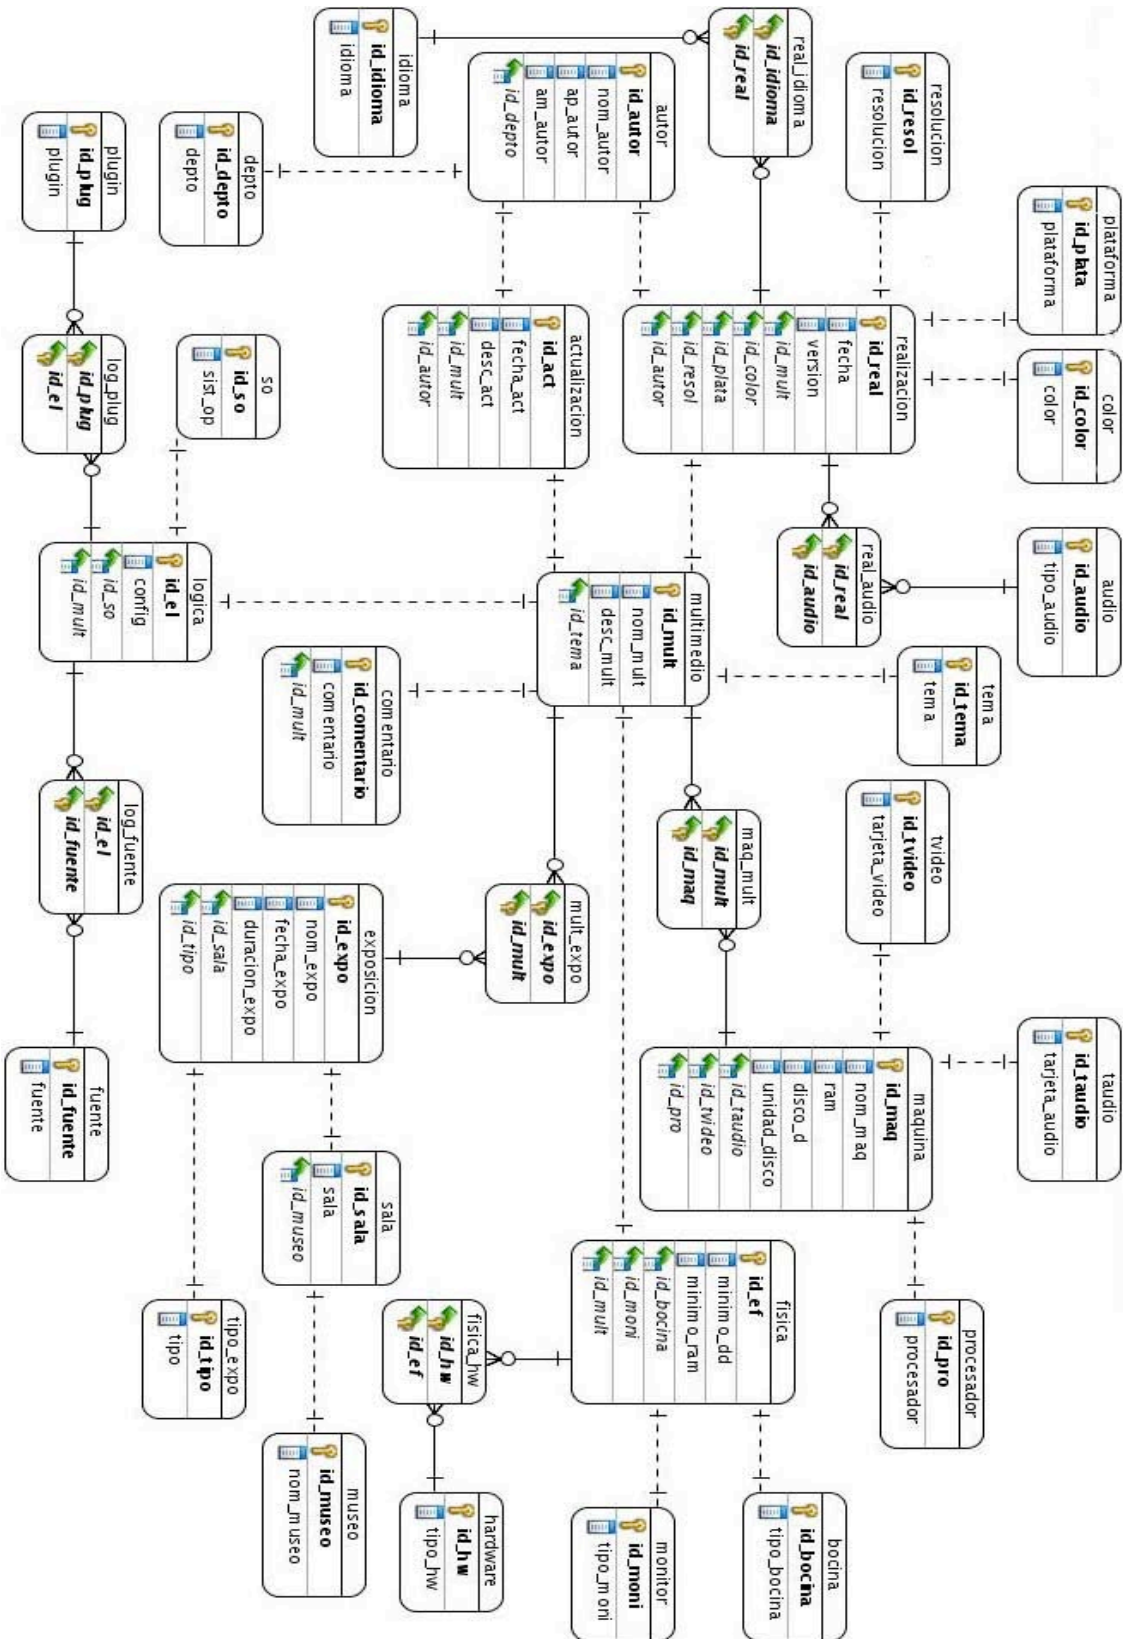 plataforma
id_plata
plataforma
color
id_color
color
audio
id_audio
tipo_audio
taudio
id_taudio
tarjeta_audio
resolucion
id_resol
resolucion
tema
id_tema
tema
tvideo
id_tvideo
tarjeta_video
procesador
id_pro
procesador
real_idioma
id_idioma
id_real
realizacion
id_real
fecha
version
id_mult
id_color
id_plata
id_resol
id_autor
real_audio
id_real
id_audio
maq_mult
id_mult
id_maq
maquina
id_maq
nom_maq
ram
disco_d
unidad_disco
id_taudio
id_tvideo
id_pro
bocina
id_bocina
tipo_bocina
autor
id_autor
nom_autor
ap_autor
am_autor
id_depto
multimedio
id_mult
nom_mult
desc_mult
id_tema
fisica
id_ef
minimo_dd
minimo_ram
id_bocina
id_moni
id_mult
monitor
id_moni
tipo_moni
idioma
id_idioma
idioma
actualizacion
id_act
fecha_act
desc_act
id_mult
id_autor
mult_expo
id_expo
id_mult
fisica_hw
id_hw
id_ef
hardware
id_hw
tipo_hw
depto
id_depto
depto
so
id_so
sist_op
comentario
id_comentario
comentario
id_mult
exposicion
id_expo
nom_expo
fecha_expo
duracion_expo
id_sala
id_tipo
sala
id_sala
sala
id_museo
museo
id_museo
nom_museo
plugin
id_plug
plugin
log_plug
id_plug
id_el
logica
id_el
config
id_so
id_mult
log_fuente
id_el
id_fuente
fuente
id_fuente
fuente
tipo_expo
id_tipo
tipo